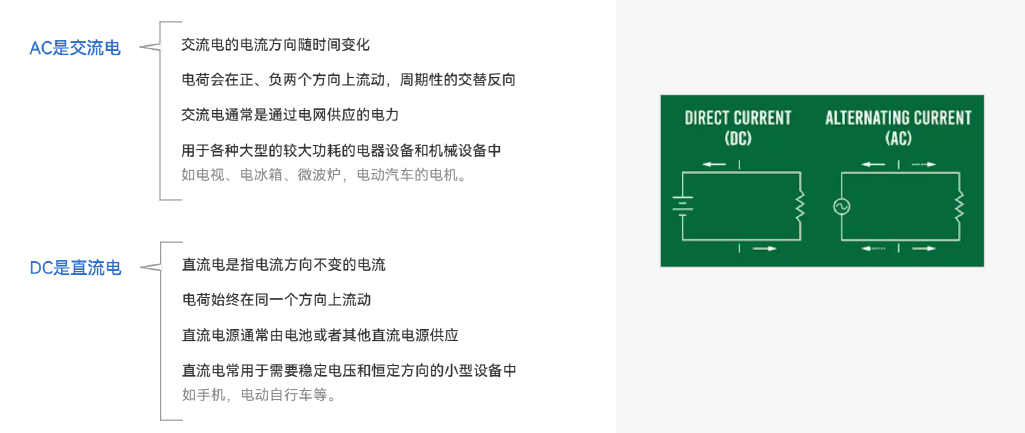 AC是交流电
交流电的电流方向随时间变化
电荷会在正、负两个方向上流动，周期性的交替反向
交流电通常是通过电网供应的电力
用于各种大型的较大功耗的电器设备和机械设备中
如电视、电冰箱、微波炉，电动汽车的电机。
DC是直流电
直流电是指电流方向不变的电流
电荷始终在同一个方向上流动
直流电源通常由电池或者其他直流电源供应
直流电常用于需要稳定电压和恒定方向的小型设备中
如手机，电动自行车等。
DIRECT CURRENT
(DC)
ALTERNATING CURRENT
(AC)